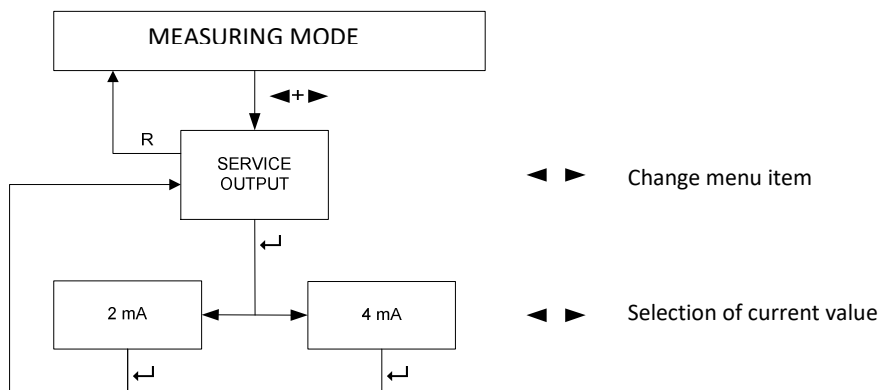 MEASURING MODE
+
R
SERVICE
OUTPUT
Change menu item
2 mA
4 mA
Selection of current value